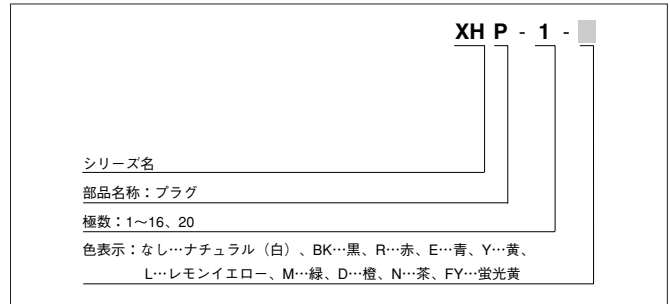 XH P - 1 -
シリーズ名
部品名称：プラグ
極数：1〜16、20
色表示：なし…ナチュラル（白）、BK…黒、R…赤、E…青、Y…黄、
L…レモンイエロー、M…緑、D…橙、N…茶、FY…蛍光黄